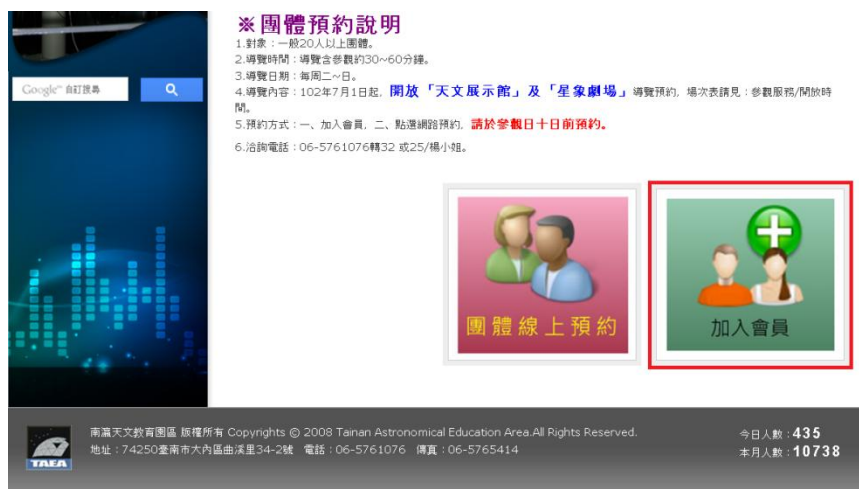 ※團體預約說明
1.對象：一般20人以上團體。
2.導覽時間：導覽含參觀約30~60分鐘。
3.導覽日期：每周二~日。
4.導覽內容：102年7月1日起, 開放「天文展示館」及「星象劇場」導覽預約, 場次表請見：參觀服務/開放時
間。
5.預約方式：一、加入會員, 二、點選網路預約, 請於參觀日十日前預約。
6.洽詢電話：06-5761076轉32 或25/楊小姐。
Google™ 自訂搜尋
團體線上預約
加入會員
南瀛天文教育園區 版權所有 Copyrights © 2008 Tainan Astronomical Education Area.All Rights Reserved.
地址：74250臺南市大內區曲溪里34-2號 電話：06-5761076 傳真：06-5765414
TAEA
今日人數：435
本月人數：10738